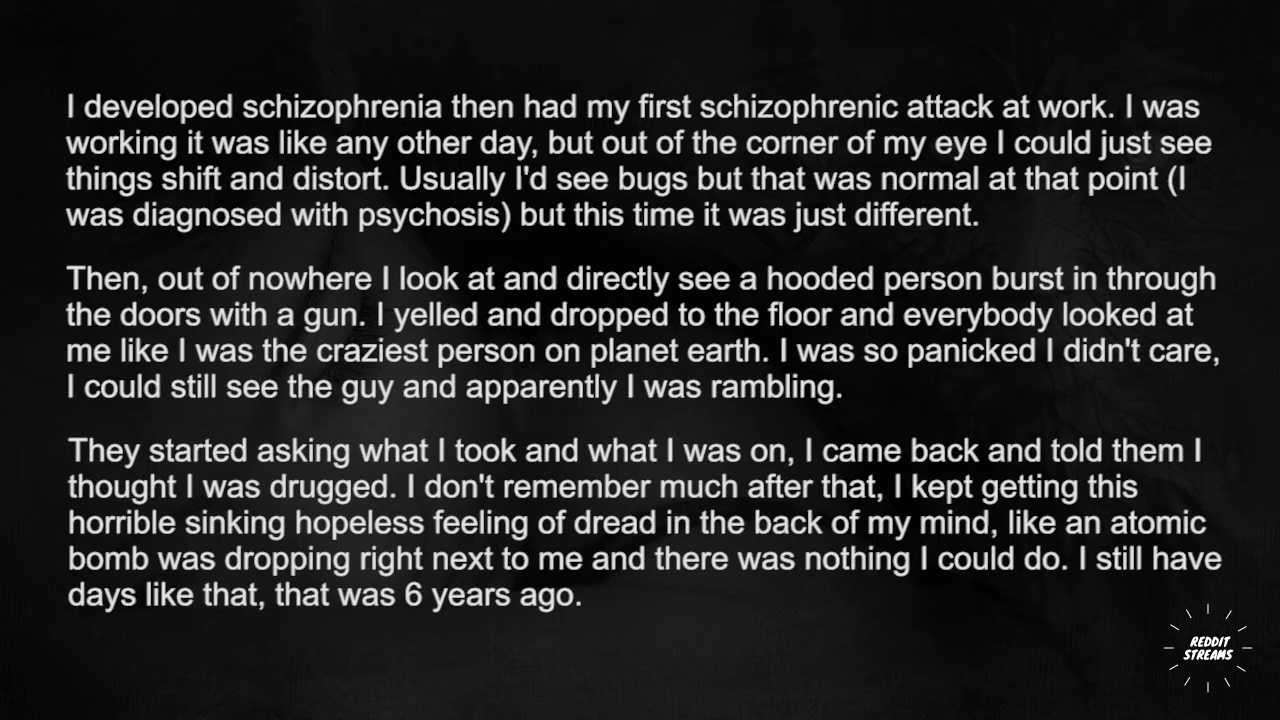 I developed schizophrenia then had my first schizophrenic attack at work. I was
working it was like any other day, but out of the corner of my eye I could just see
things shift and distort. Usually I'd see bugs but that was normal at that point (I
was diagnosed with psychosis) but this time it was just different.
Then, out of nowhere I look at and directly see a hooded person burst in through
the doors with a gun. I yelled and dropped to the floor and everybody looked at
me like I was the craziest person on planet earth. I was so panicked I didn't care,
I could still see the guy and apparently I was rambling.
They started asking what I took and what I was on, I came back and told them I
thought I was drugged. I don't remember much after that, I kept getting this
horrible sinking hopeless feeling of dread in the back of my mind, like an atomic
bomb was dropping right next to me and there was nothing I could do. I still have
days like that, that was 6 years ago.
REDDIT
STREAMS